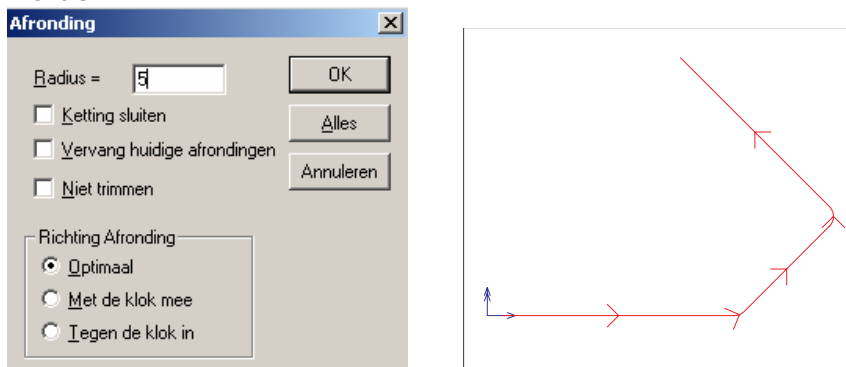 Afronding
Radius = 5
OK
Ketting sluiten
Alles
Vervang huidige afrondingen
Annuleren
Niet trimmen
Richting Afronding
Optimaal
Met de klok mee
Tegen de klok in